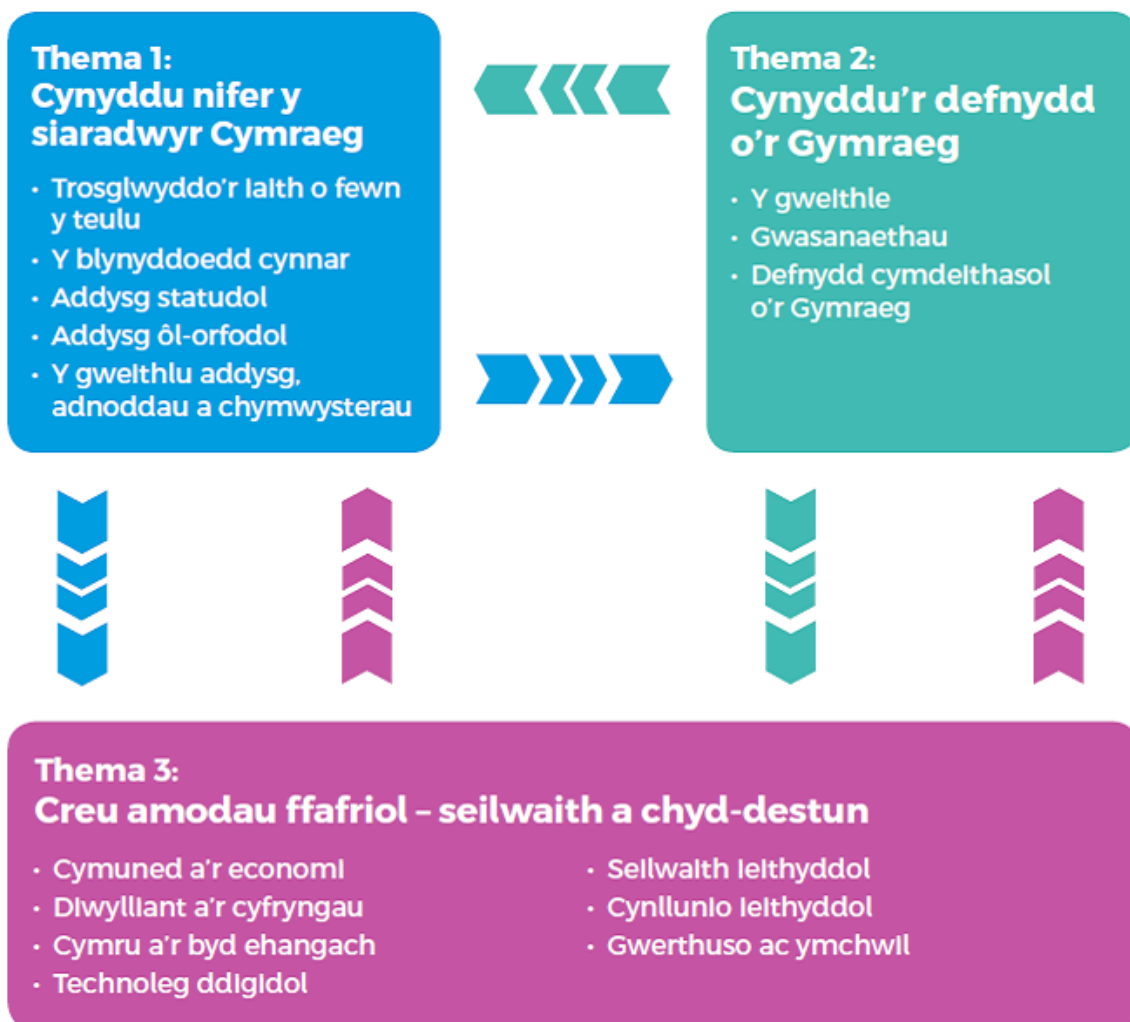 Thema 1:
Cynyddu nifer y
siaradwyr Cymraeg
• Trosglwyddo'r iaith o fewn
y teulu
• Y blynyddoedd cynnar
• Addysg statudol
• Addysg ôl-orfodol
• Y gweithlu addysg,
adnoddau a chymwysterau
Thema 2:
Cynyddu'r defnydd
o'r Gymraeg
• Y gweithle
• Gwasanaethau
• Defnydd cymdeithasol
o'r Gymraeg
Thema 3:
Creu amodau ffafriol – seilwaith a chyd-destun
• Cymuned a'r economi
• Diwylliant a'r cyfryngau
• Cymru a'r byd ehangach
• Technoleg ddigidol
• Seilwaith ieithyddol
• Cynllunio ieithyddol
• Gwerthuso ac ymchwil